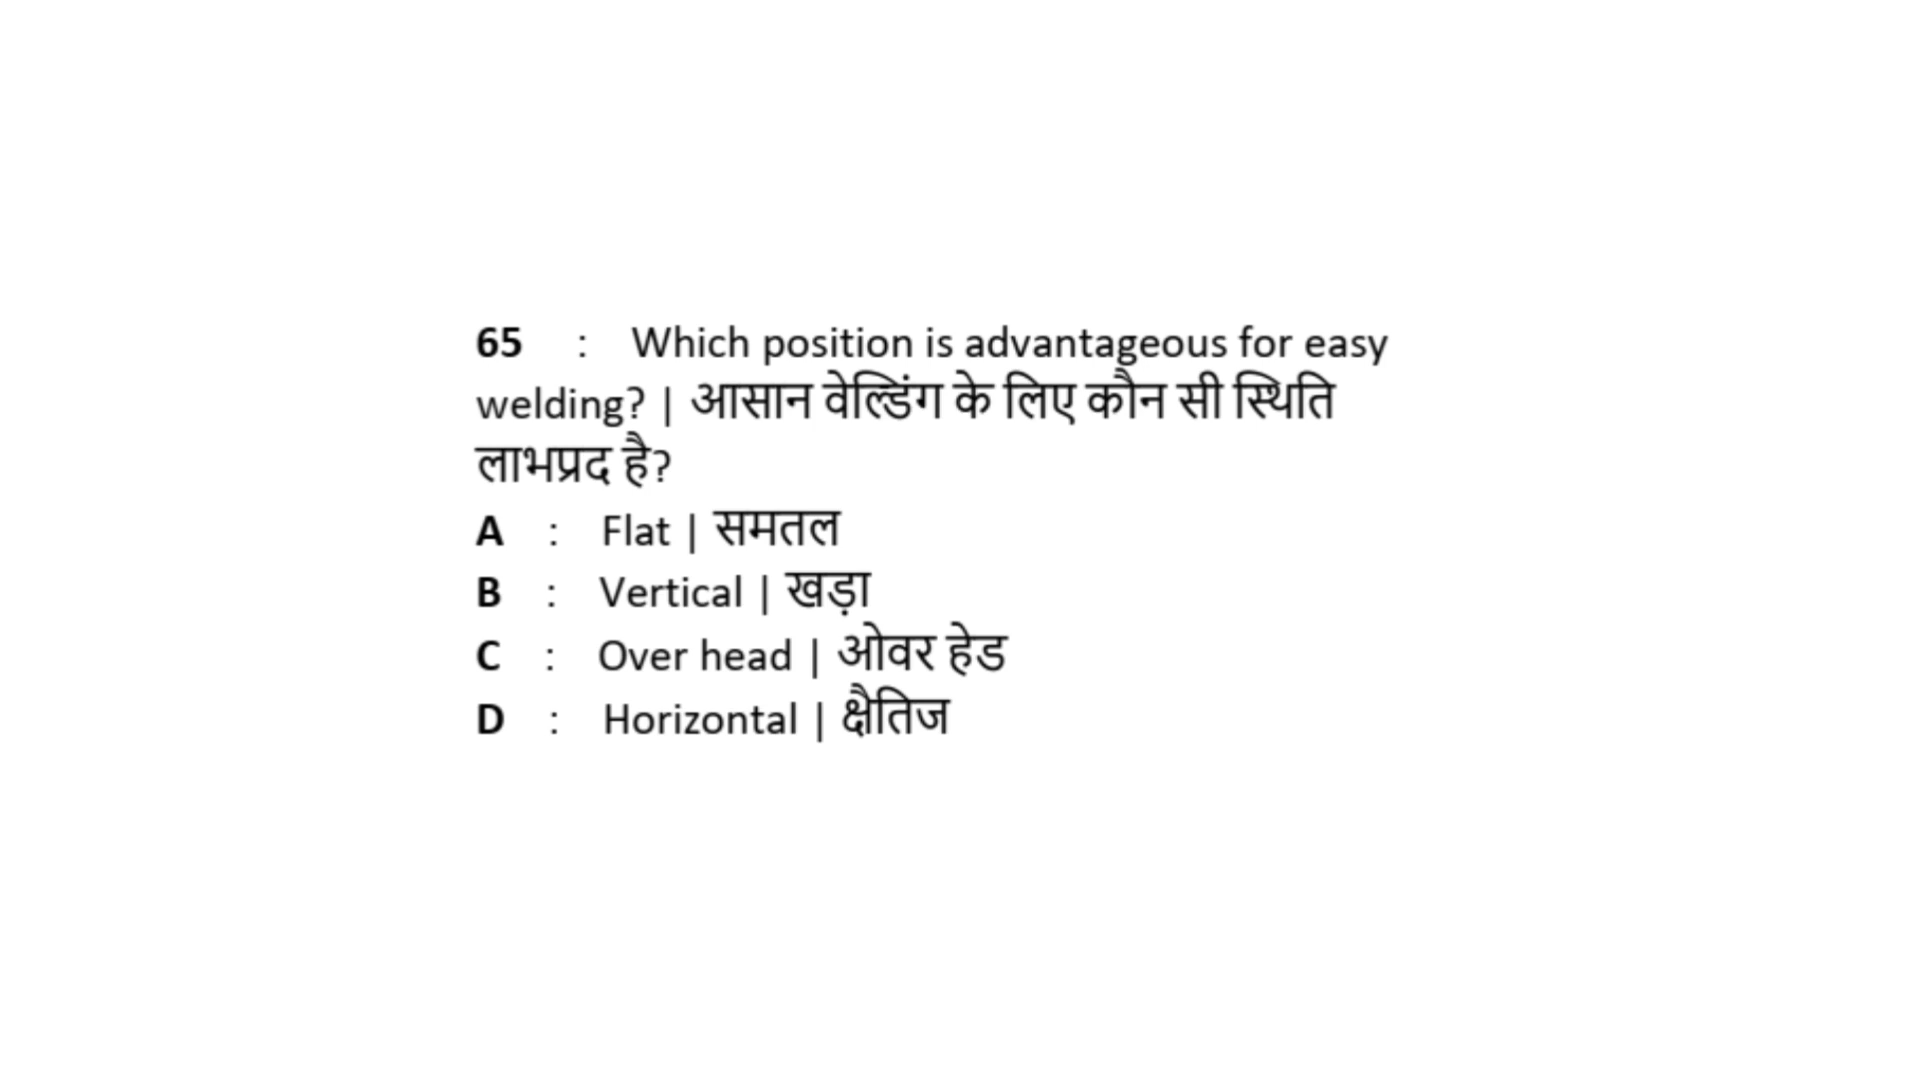 65 : Which position is advantageous for easy
welding? | आसान वेल्डिंग के लिए कौन सी स्थिति
लाभप्रद है?
A : Flat | समतल
B : Vertical | खड़ा
C : Over head | ओवर हेड
D : Horizontal | क्षैतिज